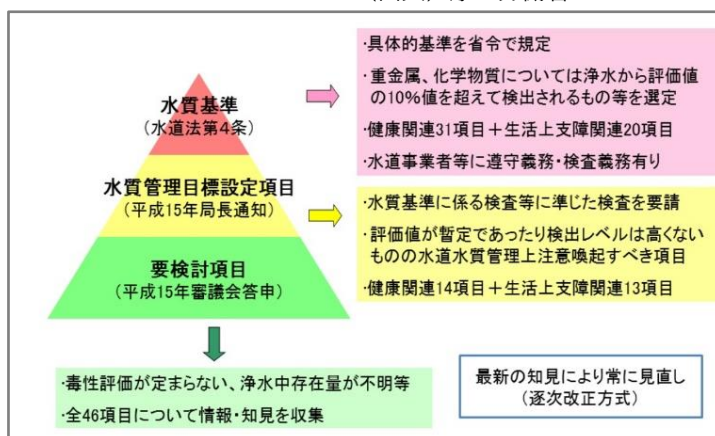 ・具体的基準を省令で規定
・重金属、化学物質については浄水から評価値
の10%値を超えて検出されるもの等を選定
・健康関連31項目＋生活上支障関連20項目
・水道事業者等に遵守義務・検査義務有り
水質基準
(水道法第4条)
水質管理目標設定項目
(平成15年局長通知)
・水質基準に係る検査等に準じた検査を要請
・評価値が暫定であったり検出レベルは高くない
ものの水道水質管理上注意喚起すべき項目
・健康関連14項目＋生活上支障関連13項目
要検討項目
(平成15年審議会答申)
・毒性評価が定まらない、浄水中存在量が不明等
・全46項目について情報・知見を収集
最新の知見により常に見直し
(逐次改正方式)